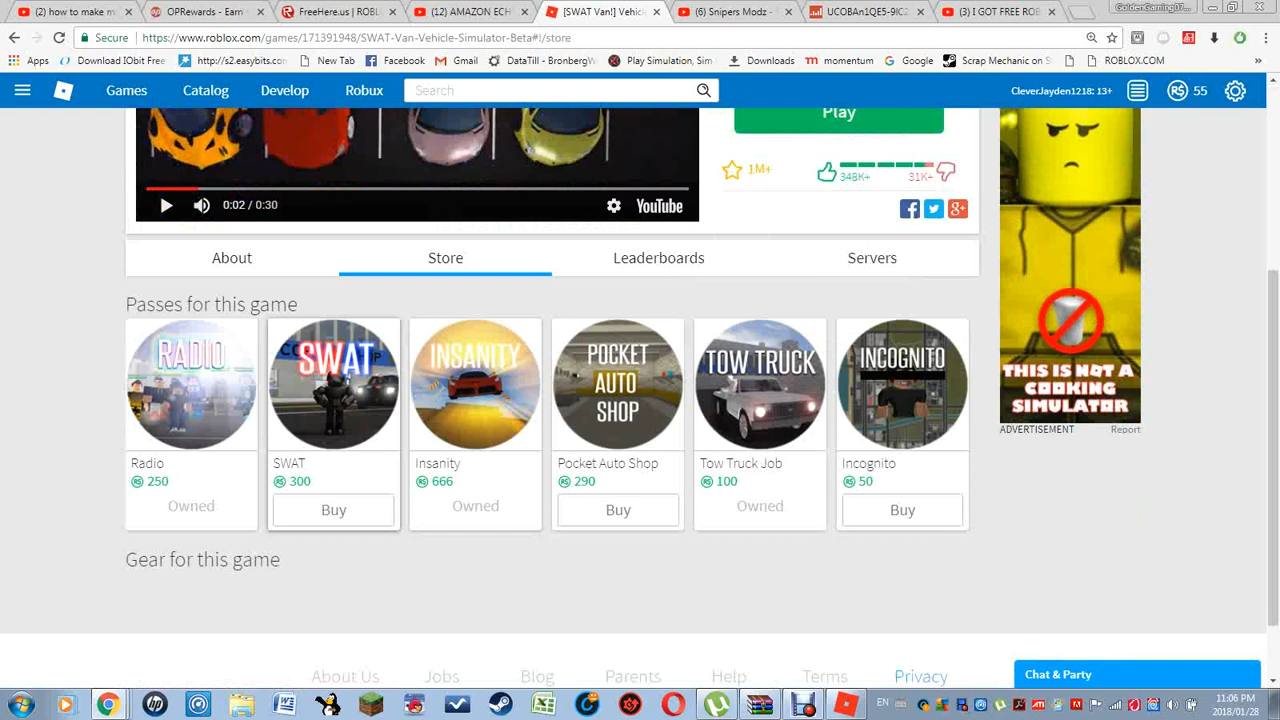 (2) how to make m
OPRewards - Earn
FreeHere.us | ROBL
(12) AMAZON ECH
[SWAT Van!] Vehicl
(6) Snipers Modz -
UCOBAn1QE5-9lC2
(3) I GOT FREE ROB
GoldenGamingD7...
Secure | https://www.roblox.com/games/171391948/SWAT-Van-Vehicle-Simulator-Beta#!/store
Apps Download IObit Free http://s2.easybits.co New Tab Facebook Gmail DataTill - BronbergW Play Simulation, Sim Downloads momentum Google Scrap Mechanic on S ROBLOX.COM
Games Catalog Develop Robux Search CleverJayden1218: 13+ R$ 55
Play
1M+ 348K+ 31K+
0:02 / 0:30 YouTube
About Store Leaderboards Servers
Passes for this game
RADIO
SWAT
INSANITY
POCKET
AUTO
SHOP
TOW TRUCK
INCOGNITO
Radio
R$ 250
Owned
SWAT
R$ 300
Buy
Insanity
R$ 666
Owned
Pocket Auto Shop
R$ 290
Buy
Tow Truck Job
R$ 100
Owned
Incognito
R$ 50
Buy
THIS IS NOT A
COOKING
SIMULATOR
ADVERTISEMENT Report
Gear for this game
About Us Jobs Blog Parents Help Terms Privacy
Chat & Party
EN
11:06 PM
2018/01/28